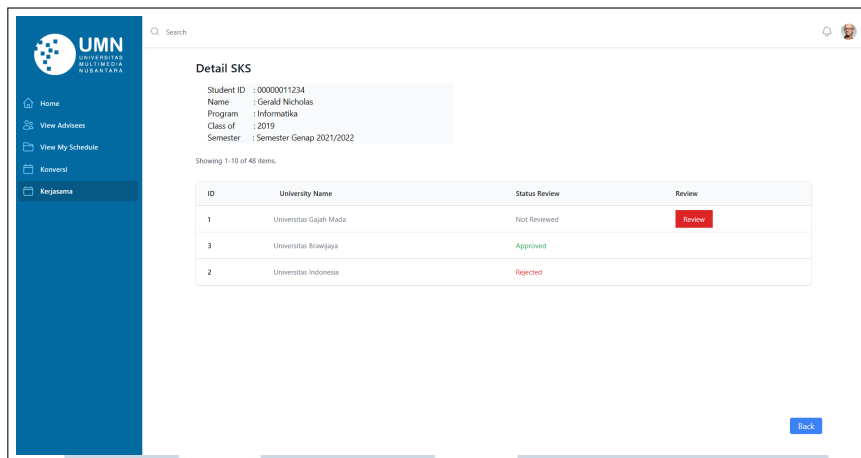 UMN
UNIVERSITAS
MULTIMEDIA
NUSANTARA
Home
View Advisees
View My Schedule
Konversi
Kerjasama
Search
Detail SKS
Student ID : 00000011234
Name : Gerald Nicholas
Program : Informatika
Class of : 2019
Semester : Semester Genap 2021/2022
Showing 1-10 of 48 items.
ID University Name Status Review Review
1 Universitas Gajah Mada Not Reviewed Review
3 Universitas Brawijaya Approved
2 Universitas Indonesia Rejected
Back